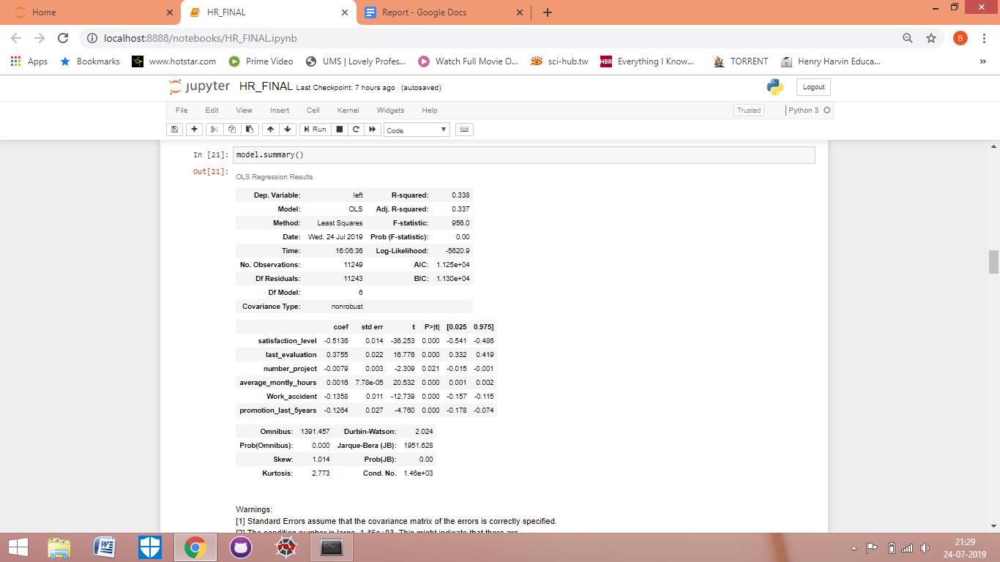 Home
HR_FINAL
Report - Google Docs
localhost:8888/notebooks/HR_FINAL.ipynb
B
Apps Bookmarks www.hotstar.com Prime Video UMS | Lovely Profes... Watch Full Movie O... sci-hub.tw HBR Everything I Know... TORRENT Henry Harvin Educa... »
jupyter HR_FINAL Last Checkpoint: 7 hours ago (autosaved) Logout
File Edit View Insert Cell Kernel Widgets Help Trusted Python 3
Run Code
In [21]: model.summary()
Out[21]:
OLS Regression Results
Dep. Variable: left R-squared: 0.338
Model: OLS Adj. R-squared: 0.337
Method: Least Squares F-statistic: 956.0
Date: Wed, 24 Jul 2019 Prob (F-statistic): 0.00
Time: 16:06:36 Log-Likelihood: -5620.9
No. Observations: 11249 AIC: 1.125e+04
Df Residuals: 11243 BIC: 1.130e+04
Df Model: 6
Covariance Type: nonrobust
coef std err t P>|t| [0.025 0.975]
satisfaction_level -0.5136 0.014 -36.253 0.000 -0.541 -0.486
last_evaluation 0.3755 0.022 16.776 0.000 0.332 0.419
number_project -0.0079 0.003 -2.309 0.021 -0.015 -0.001
average_montly_hours 0.0016 7.78e-05 20.532 0.000 0.001 0.002
Work_accident -0.1358 0.011 -12.739 0.000 -0.157 -0.115
promotion_last_5years -0.1264 0.027 -4.760 0.000 -0.178 -0.074
Omnibus: 1391.457 Durbin-Watson: 2.024
Prob(Omnibus): 0.000 Jarque-Bera (JB): 1951.628
Skew: 1.014 Prob(JB): 0.00
Kurtosis: 2.773 Cond. No. 1.46e+03
Warnings:
[1] Standard Errors assume that the covariance matrix of the errors is correctly specified.
[2] The condition number is large, 1.46e+03. This might indicate that there are
21:29
24-07-2019